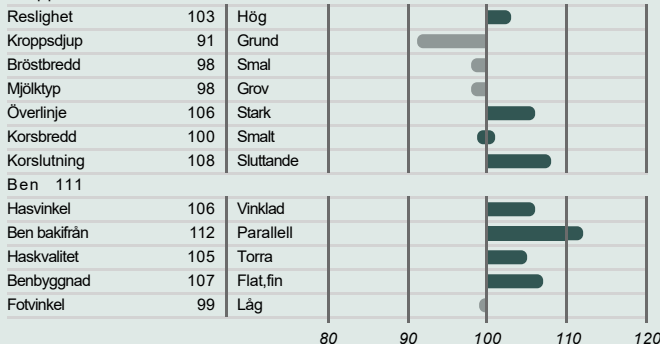 Reslighet 103 Hög
Kroppsdjup 91 Grund
Bröstbredd 98 Smal
Mjölktyp 98 Grov
Överlinje 106 Stark
Korsbredd 100 Smalt
Korslutning 108 Sluttande
Ben 111
Hasvinkel 106 Vinklad
Ben bakifrån 112 Parallell
Haskvalitet 105 Torra
Benbyggnad 107 Flat,fin
Fotvinkel 99 Låg
80 90 100 110 120